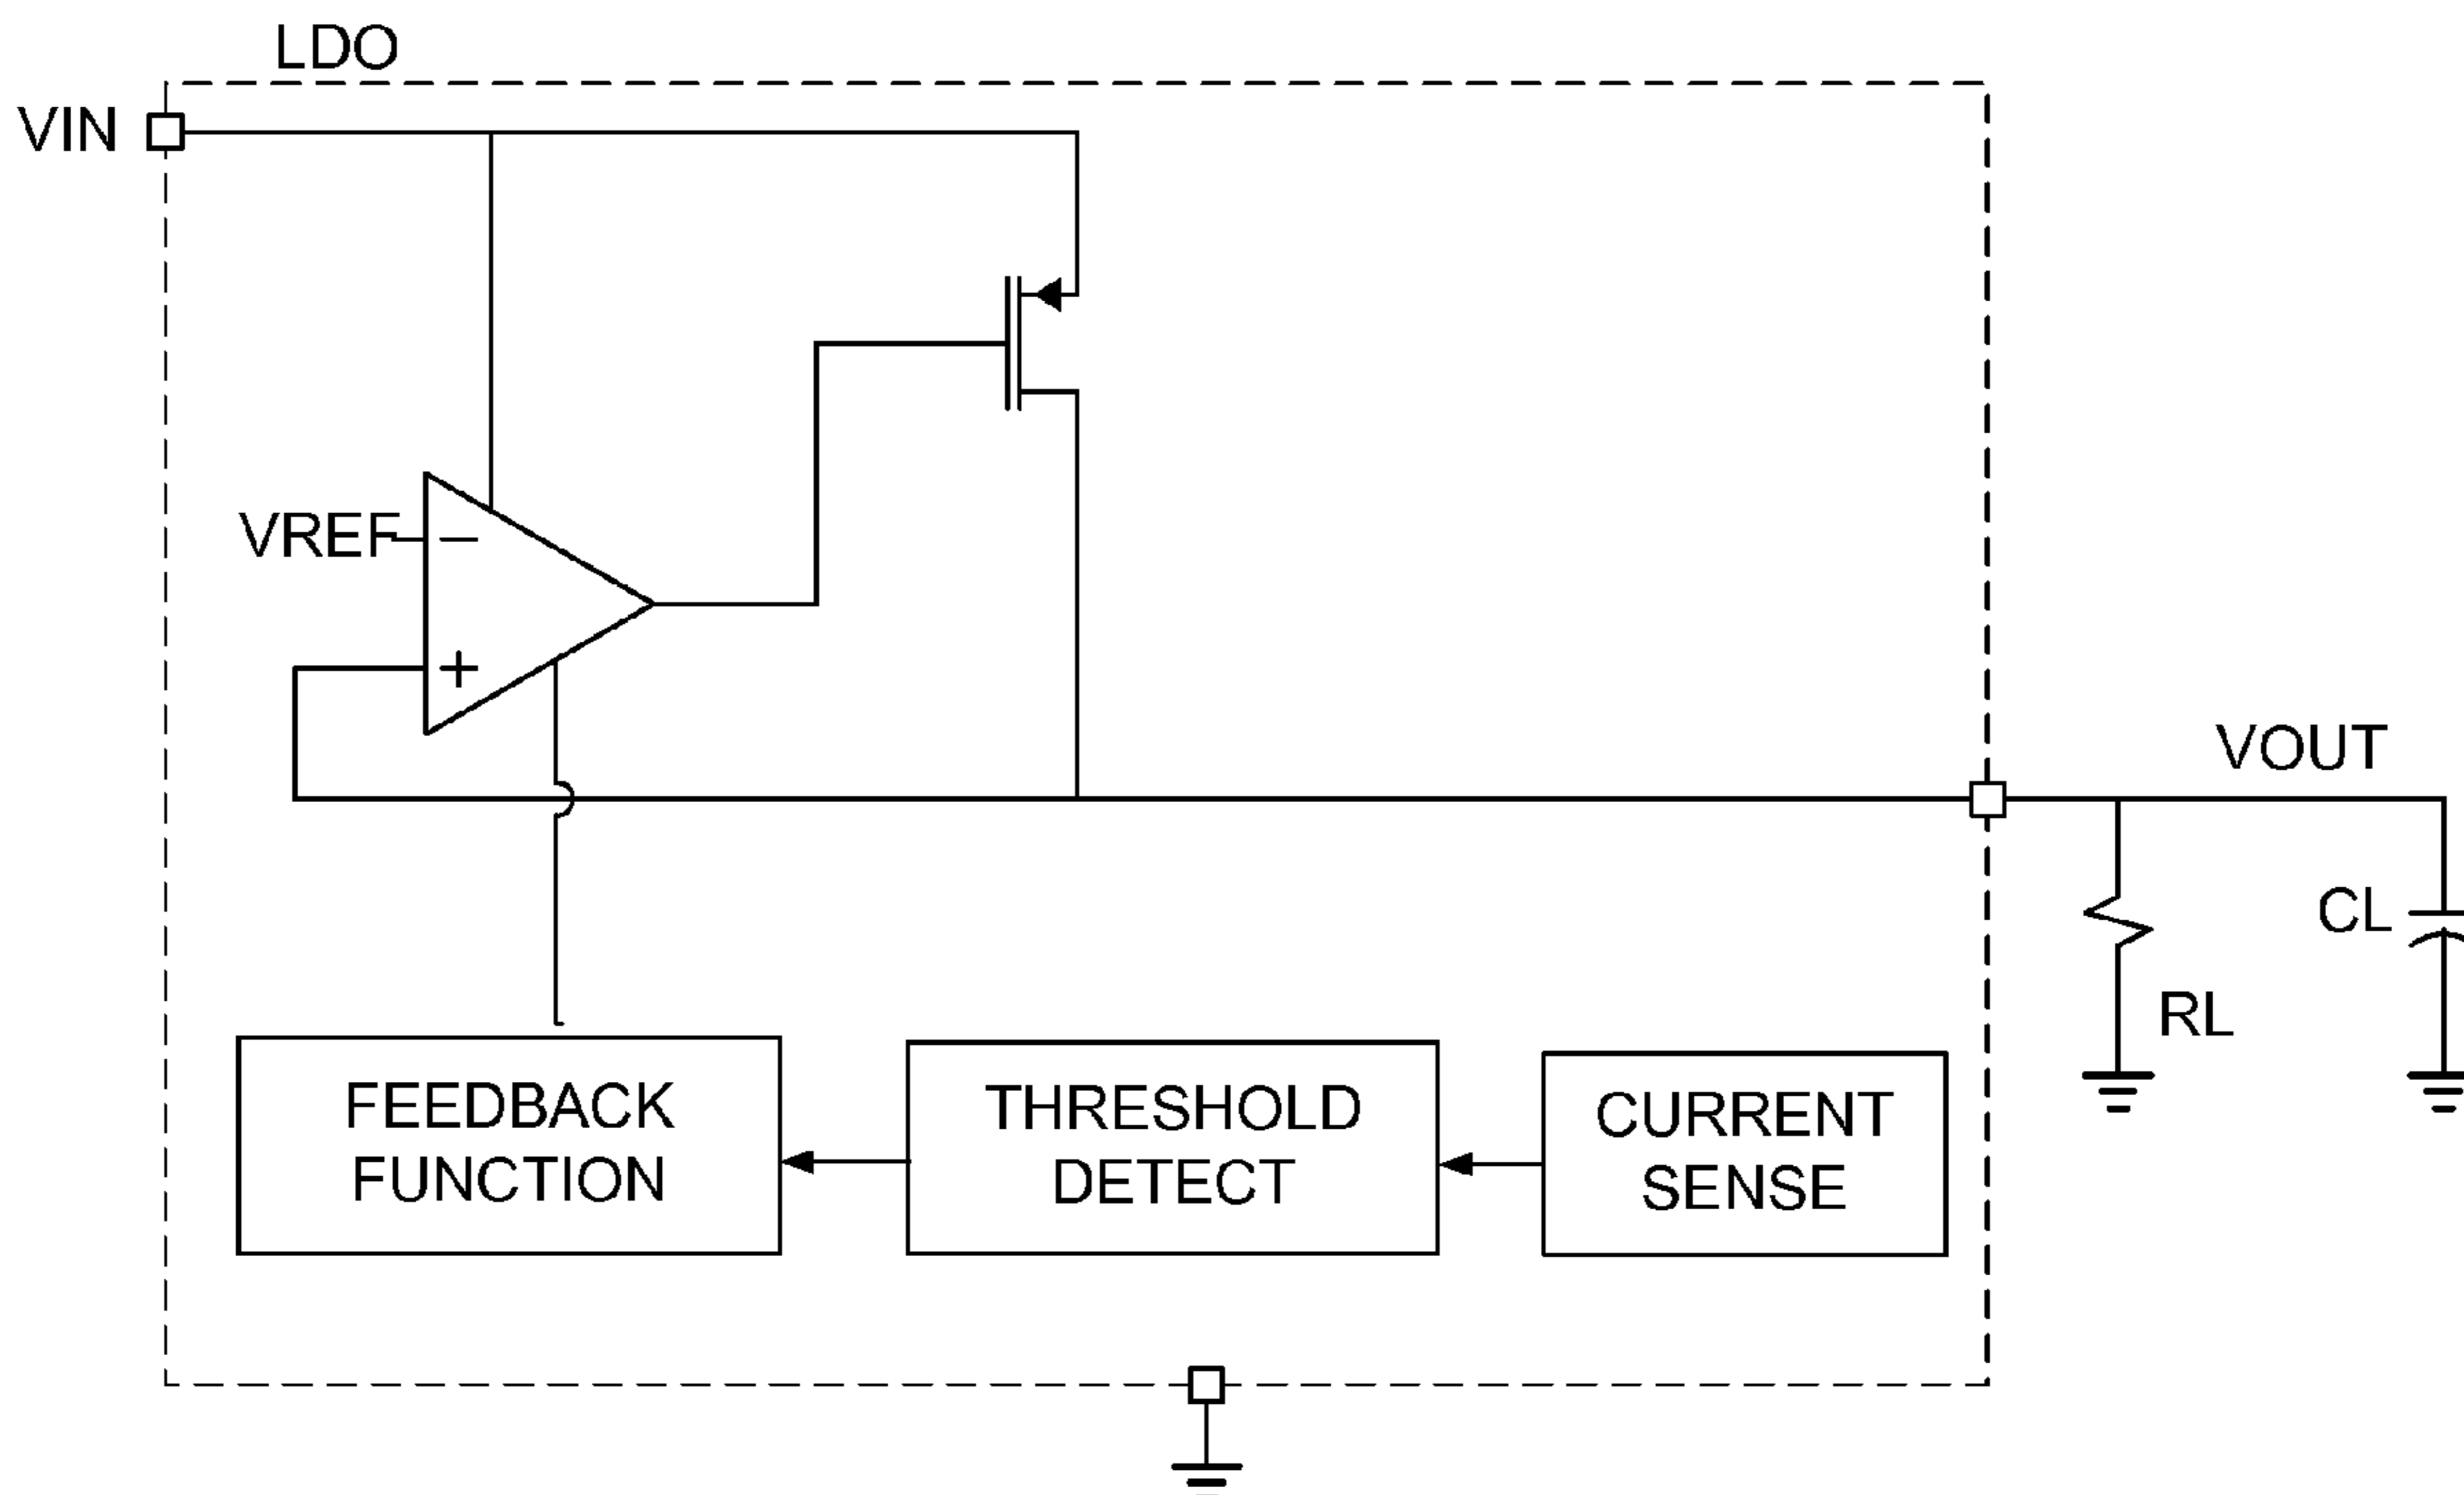 LDO
VIN
VREF
−
+
VOUT
CL
RL
FEEDBACK
FUNCTION
THRESHOLD
DETECT
CURRENT
SENSE